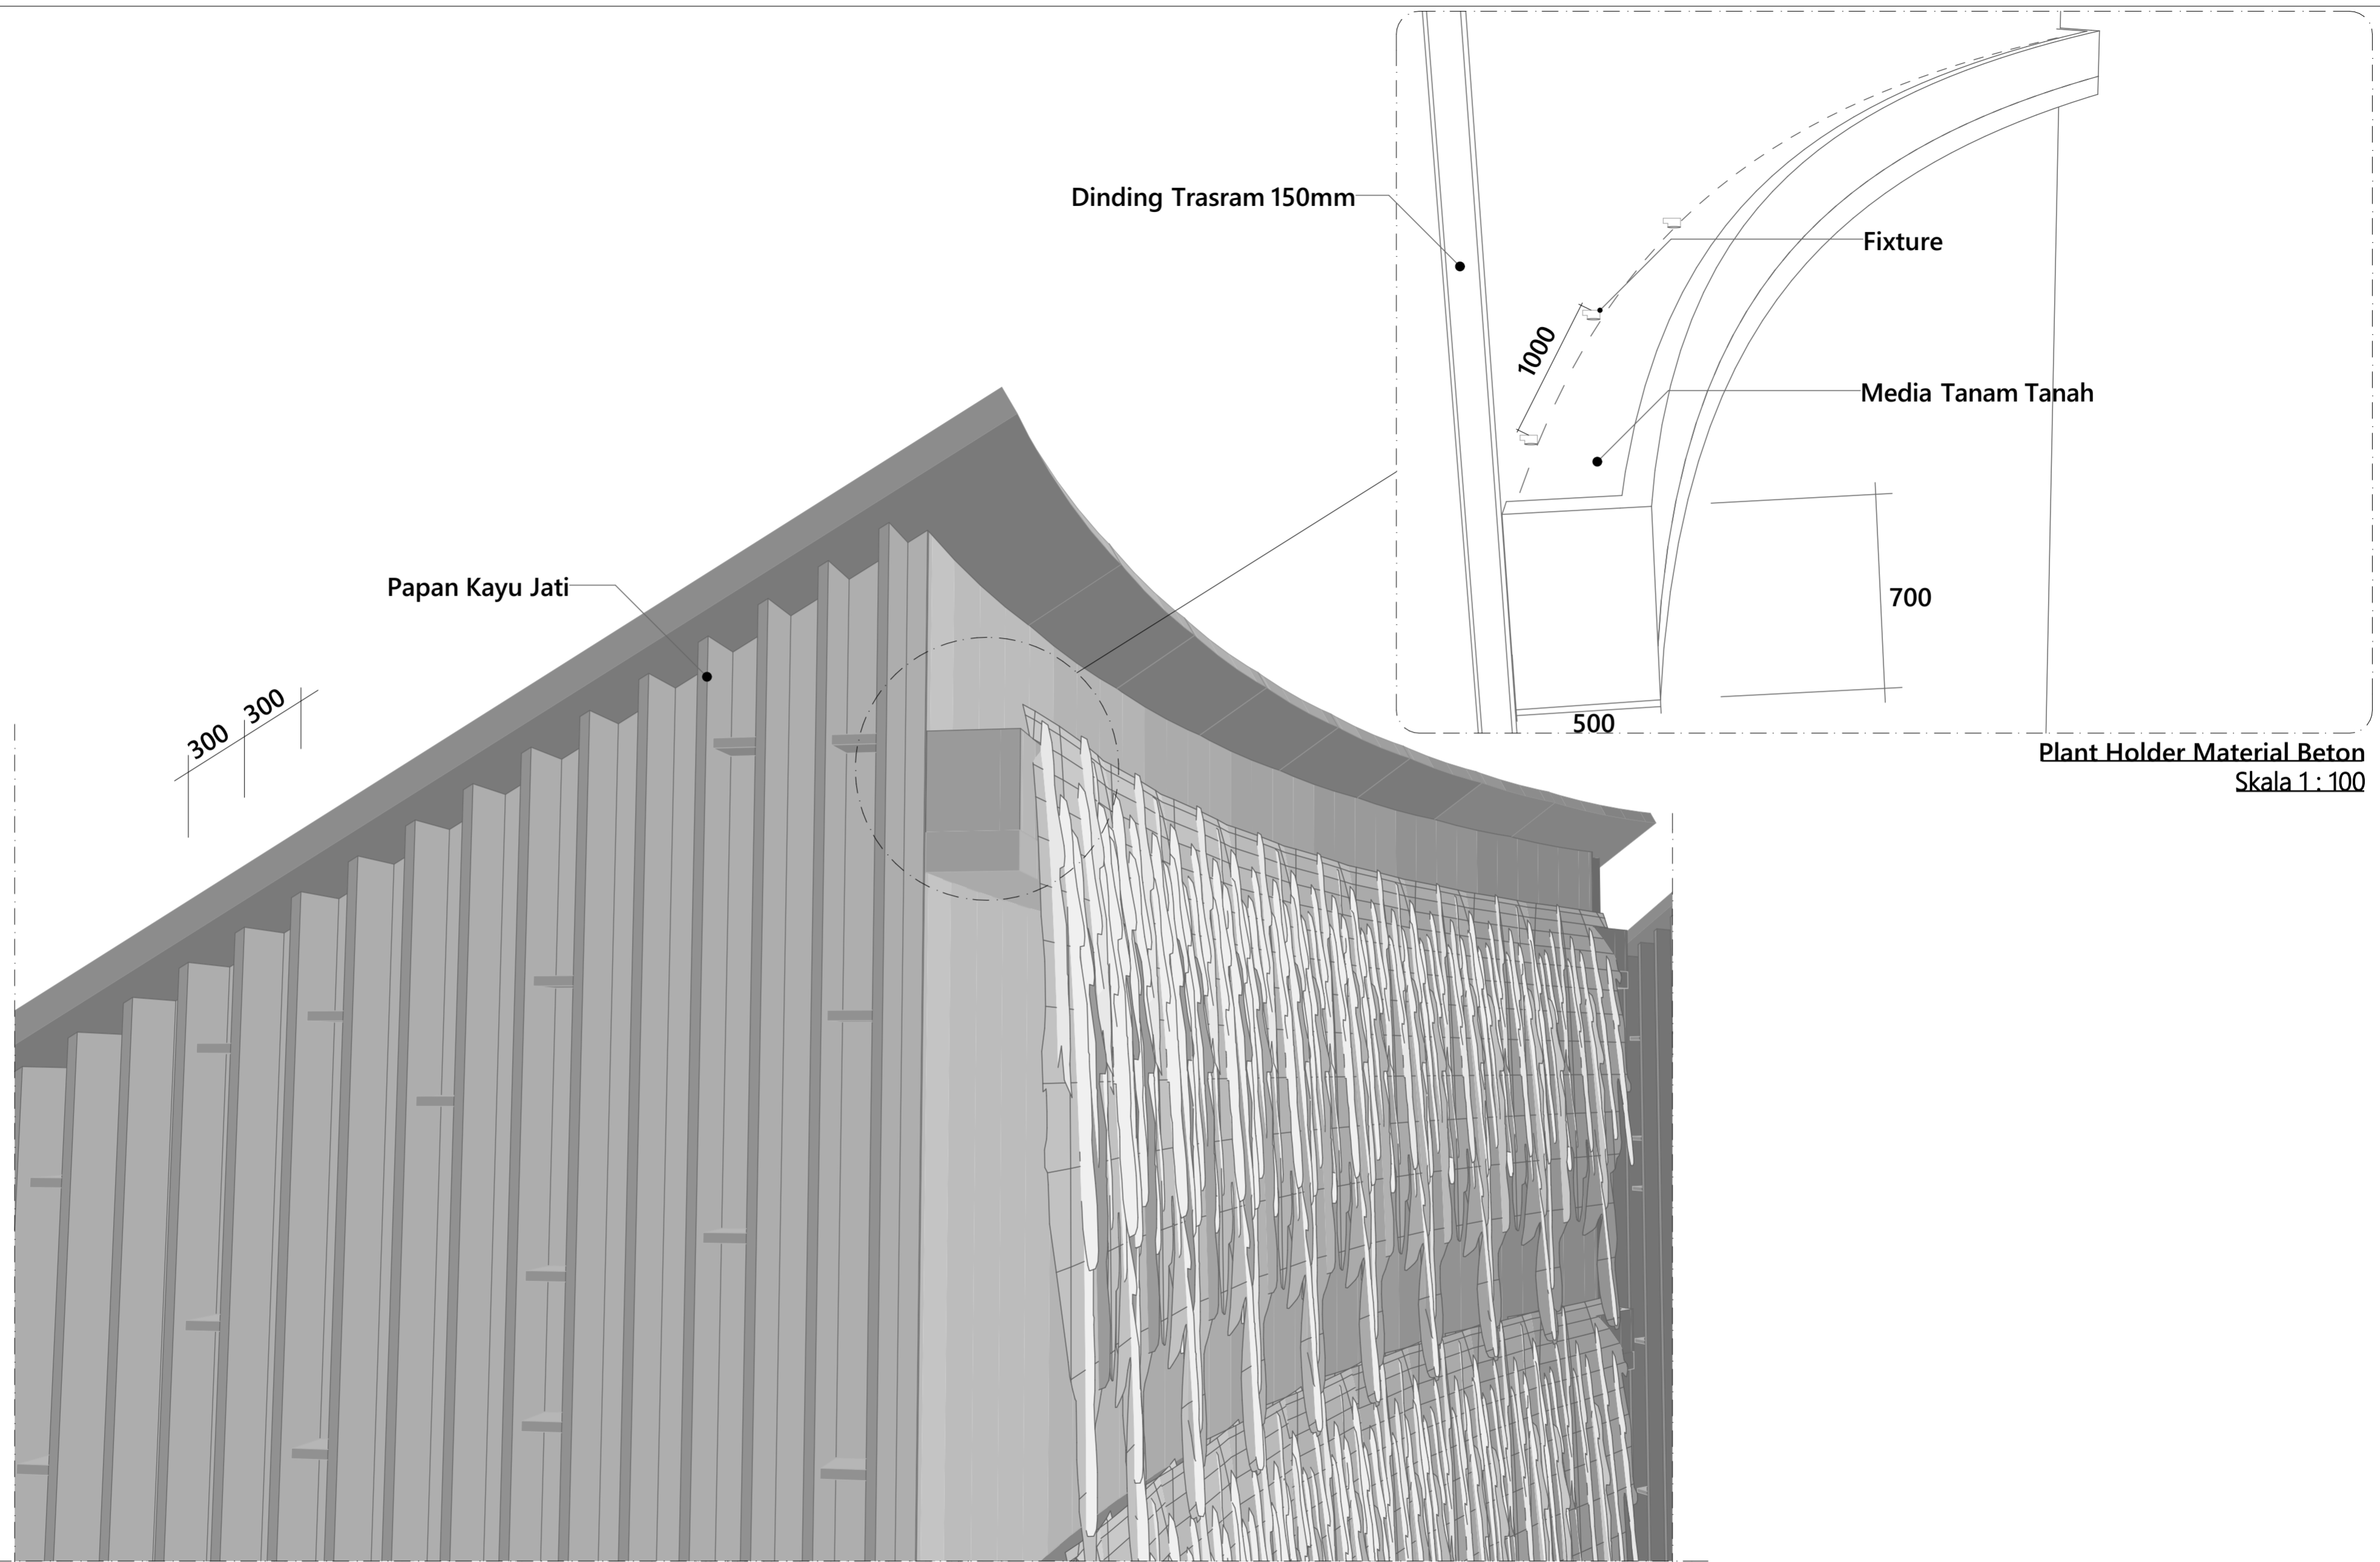 Dinding Trasram 150mm
Fixture
1000
Media Tanam Tanah
700
500
Plant Holder Material Beton
Skala 1 : 100
Papan Kayu Jati
300
300